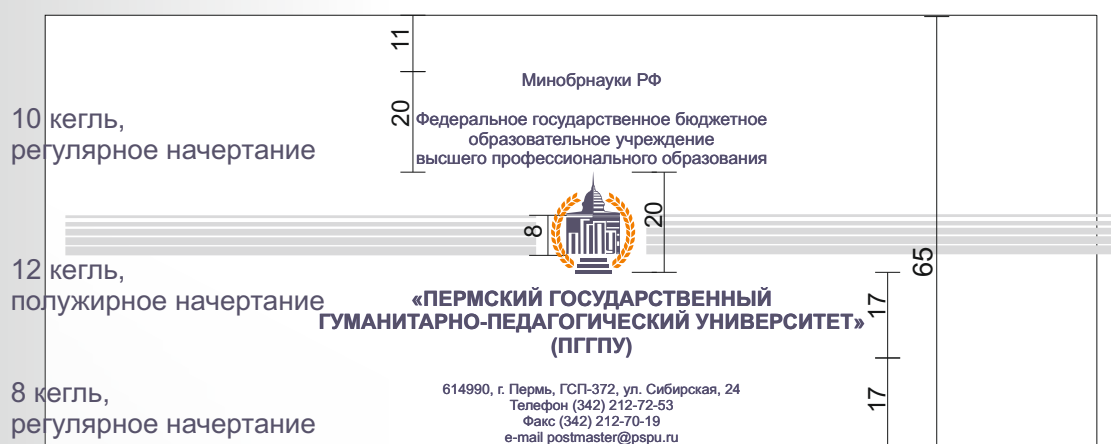 11
Минобрнауки РФ
20
10 кегль,
регулярное начертание
Федеральное государственное бюджетное
образовательное учреждение
высшего профессионального образования
20
8
65
12 кегль,
полужирное начертание
«ПЕРМСКИЙ ГОСУДАРСТВЕННЫЙ
ГУМАНИТАРНО-ПЕДАГОГИЧЕСКИЙ УНИВЕРСИТЕТ»
(ПГГПУ)
17
8 кегль,
регулярное начертание
614990, г. Пермь, ГСП-372, ул. Сибирская, 24
Телефон (342) 212-72-53
Факс (342) 212-70-19
e-mail postmaster@pspu.ru
17